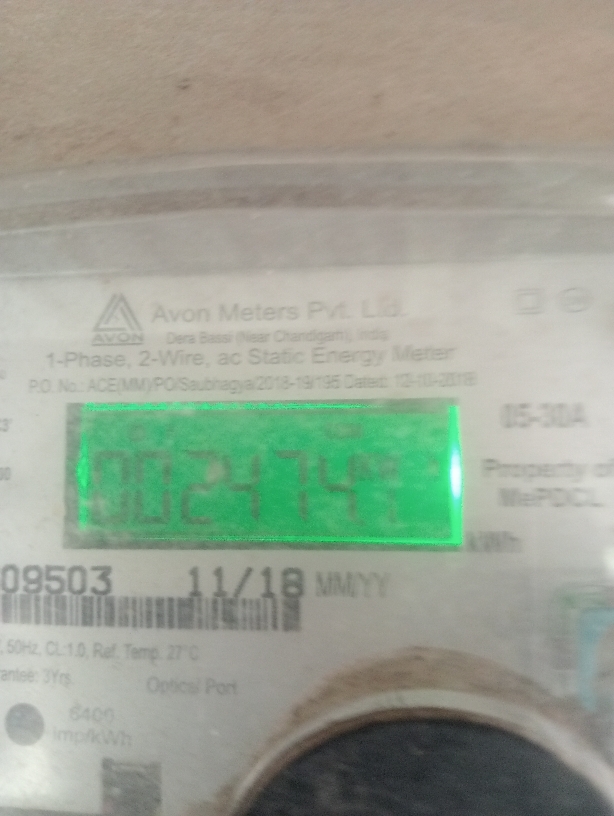 Avon Meters Pvt. Ltd.
AVON
Dera Bassi (Near Chandigarh), India
1-Phase, 2-Wire, ac Static Energy Meter
P.O. No.: ACE(MM)/PO/Saubhagya/2018-19/195 Dated: 12-10-2018
05-30A
Property of
MePDCL
002474
kWh
09503 11/18 MM/YY
50Hz, Cl.:1.0, Ref. Temp. 27°C
3Yrs.
Optical Port
6400
imp/kWh